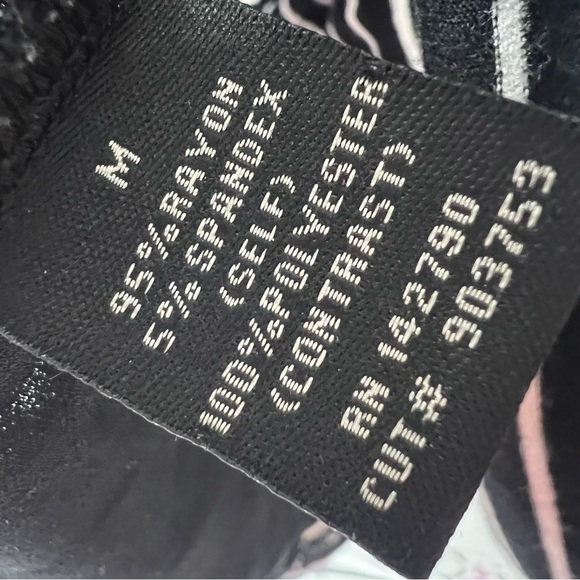 M
95%RAYON
5%SPANDEX
(SELF)
100%POLYESTER
(CONTRAST)
RN 142790
CUT# 903753